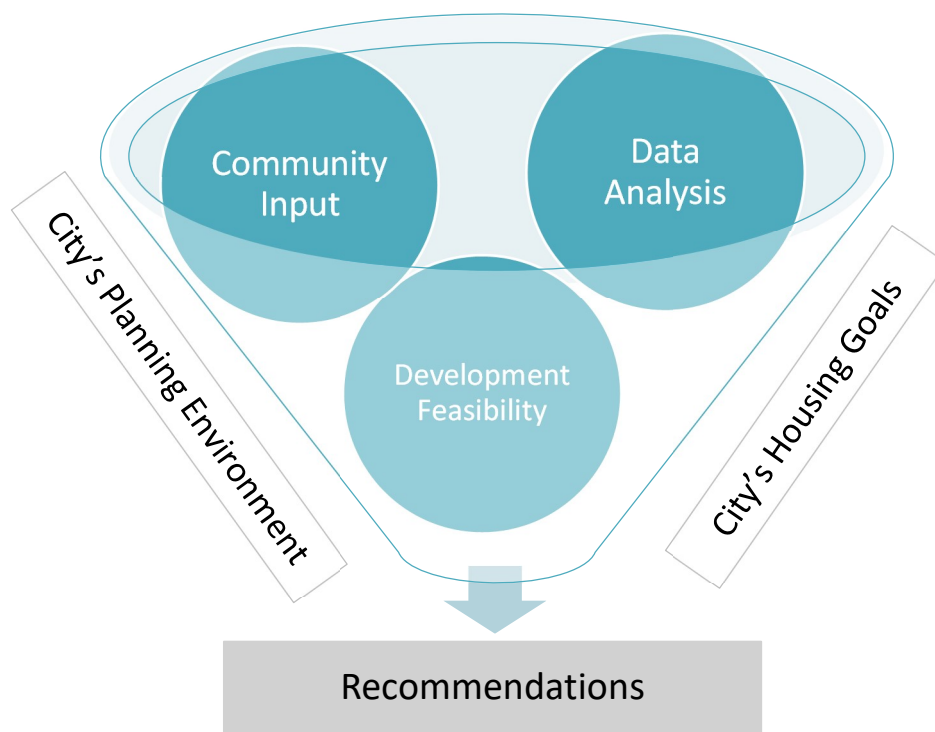 Community
Input
Data
Analysis
Development
Feasibility
City’s Planning Environment
City’s Housing Goals
Recommendations